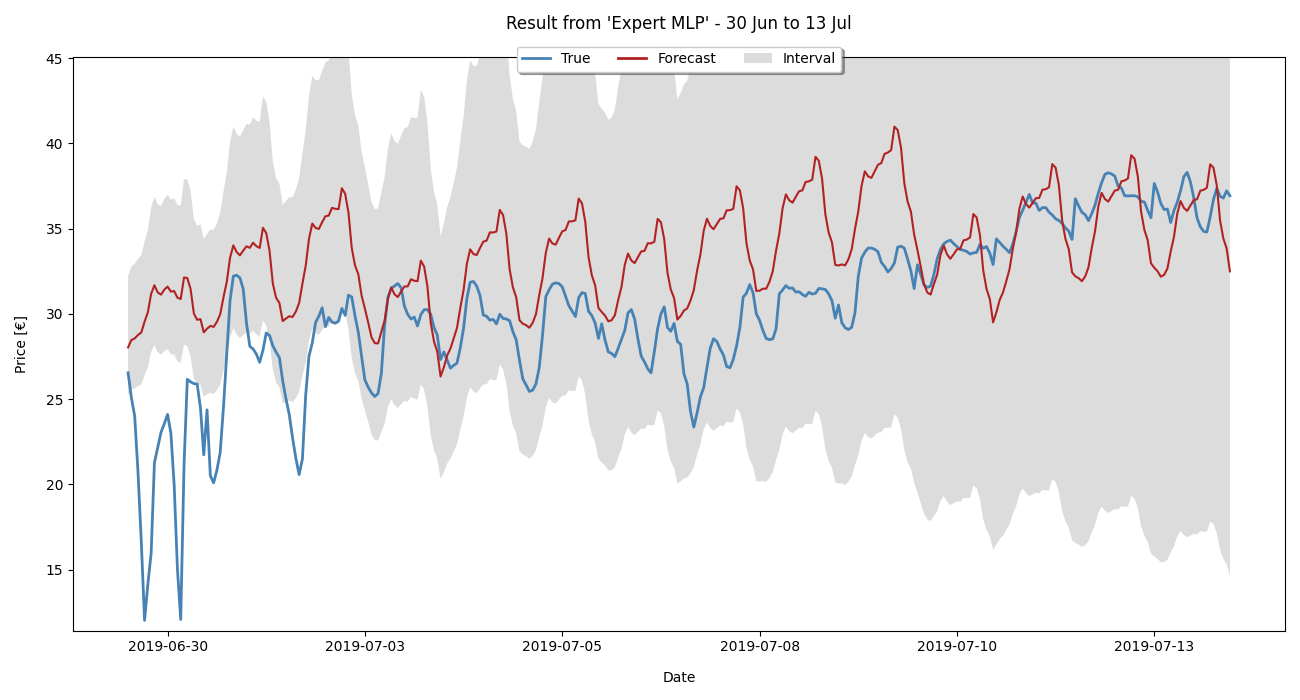 Result from 'Expert MLP' - 30 Jun to 13 Jul
True Forecast Interval
45
40
35
30
25
20
15
Price [€]
2019-06-30 2019-07-03 2019-07-05 2019-07-08 2019-07-10 2019-07-13
Date